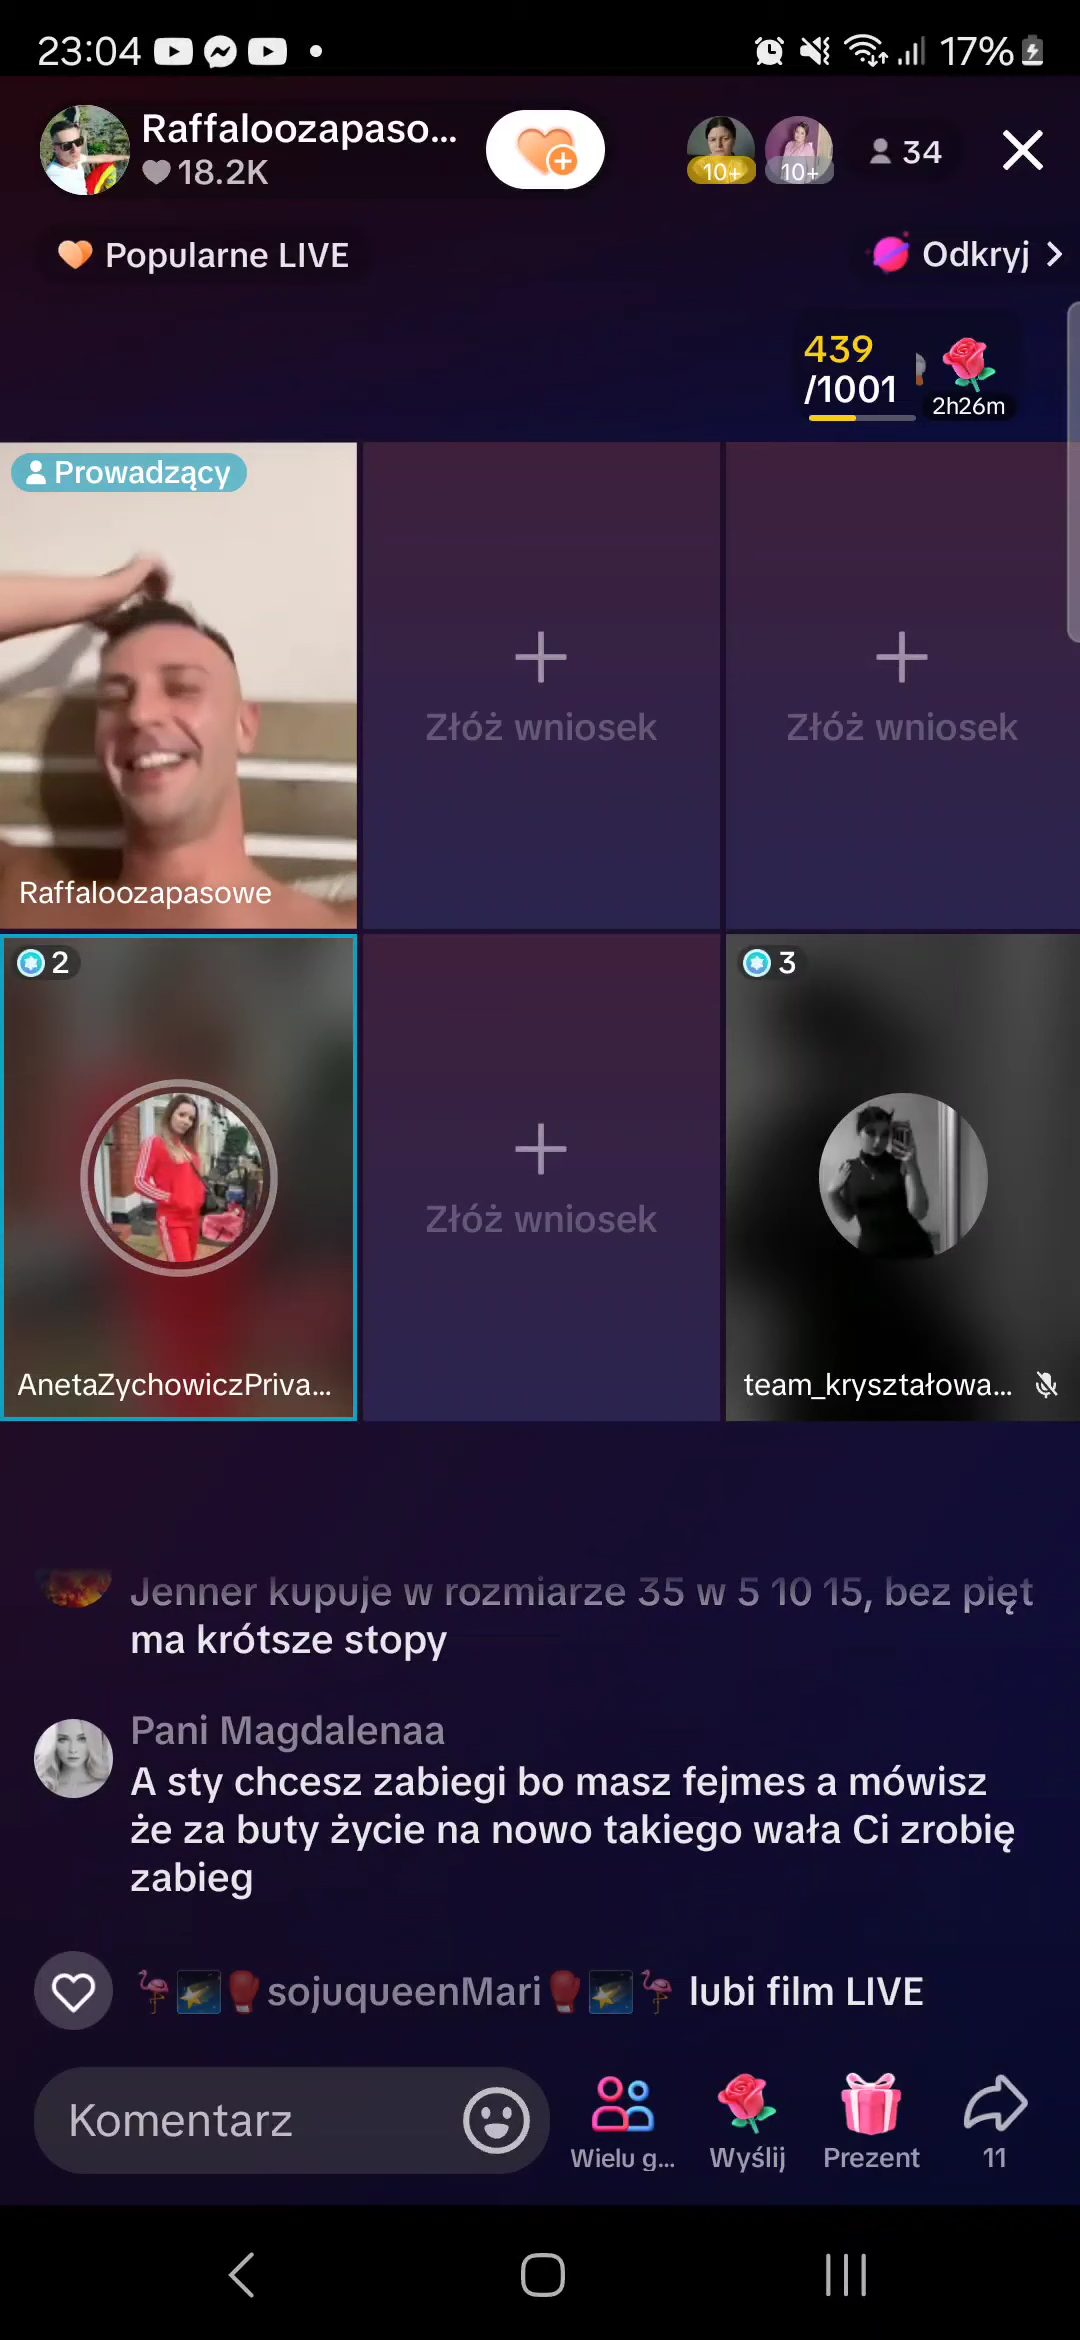 23:04
17%
Raffaloozapaso...
18.2K
10+
10+
34
Popularne LIVE
Odkryj
439
/1001
2h26m
Prowadzący
Złóż wniosek
Złóż wniosek
Raffaloozapasowe
2
3
Złóż wniosek
AnetaZychowiczPriva...
team_kryształowa...
Jenner kupuje w rozmiarze 35 w 5 10 15, bez pięt
ma krótsze stopy
Pani Magdalenaa
A sty chcesz zabiegi bo masz fejmes a mówisz
że za buty życie na nowo takiego wała Ci zrobię
zabieg
🦩🌠🥊sojuqueenMari🥊🌠🦩 lubi film LIVE
Komentarz
Wielu g...
Wyślij
Prezent
11